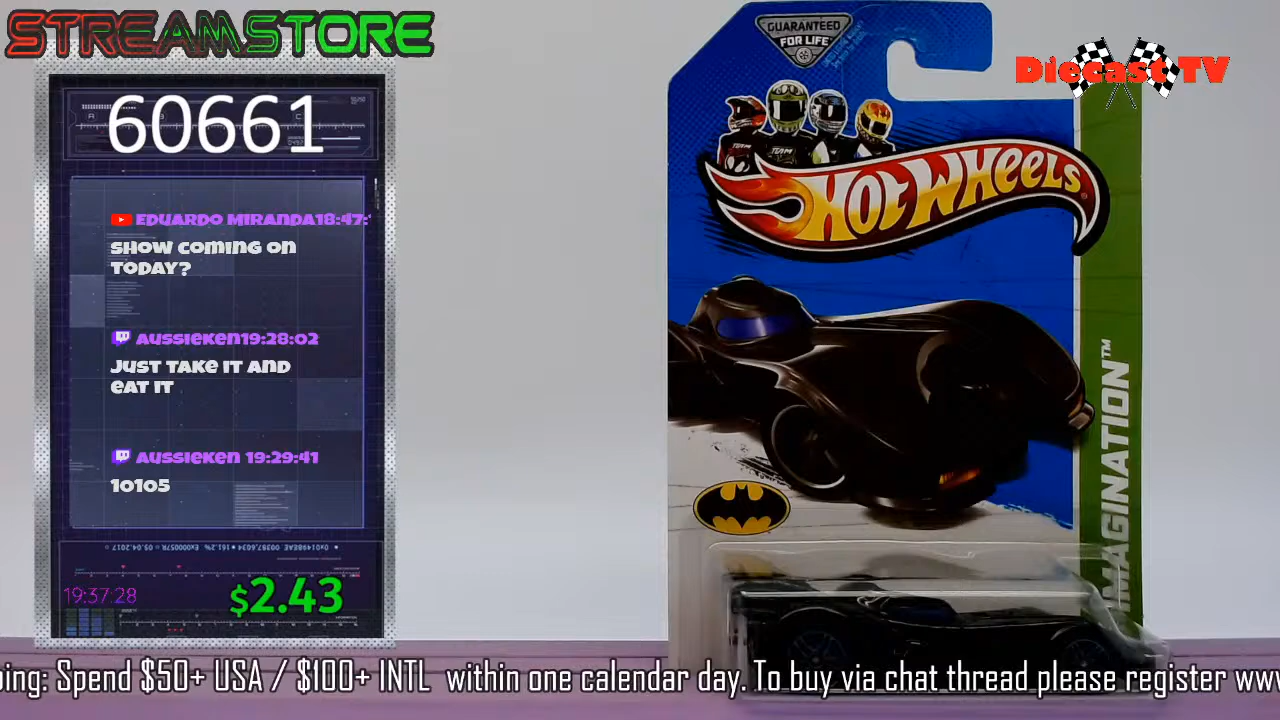 STREAMSTORE
60661
Eduardo Miranda18:47:
Show coming on
today?
Aussieken19:28:02
Just take it and
eat it
Aussieken 19:29:41
10105
19:37:28
$2.43
GUARANTEED
FOR LIFE
Diecast TV
HOT WHEELS
IMAGINATION™
ping: Spend $50+ USA / $100+ INTL within one calendar day. To buy via chat thread please register www